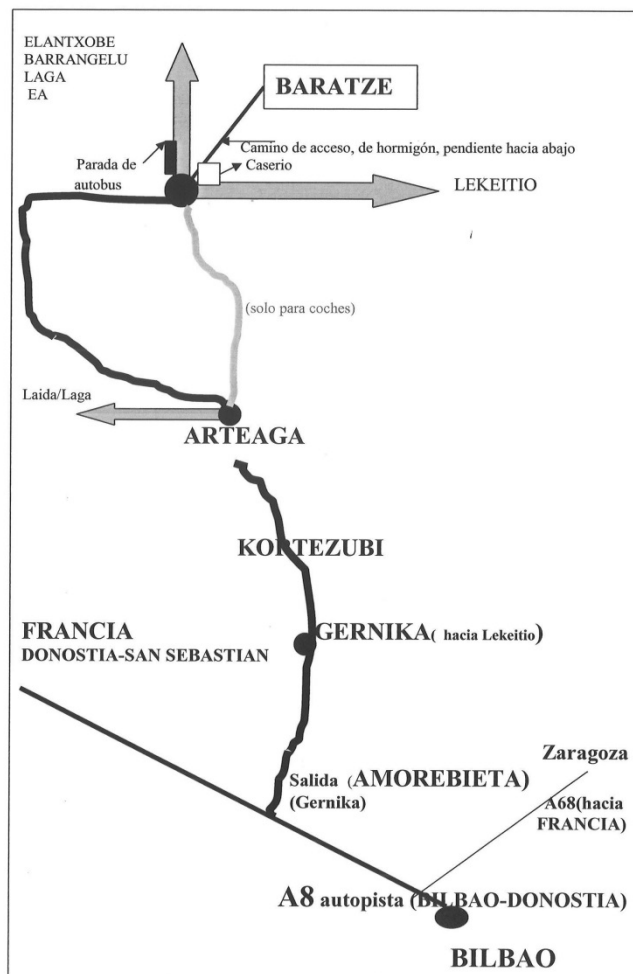 ELANTXOBE
BARRANGELU
LAGA
EA
BARATZE
Camino de acceso, de hormigón, pendiente hacia abajo
Parada de
autobus
Caserio
LEKEITIO
(solo para coches)
Laida/Laga
ARTEAGA
KORTEZUBI
FRANCIA
DONOSTIA-SAN SEBASTIAN
GERNIKA( hacia Lekeitio)
Zaragoza
Salida (AMOREBIETA)
(Gernika)
A68(hacia
FRANCIA)
A8 autopista (BILBAO-DONOSTIA)
BILBAO